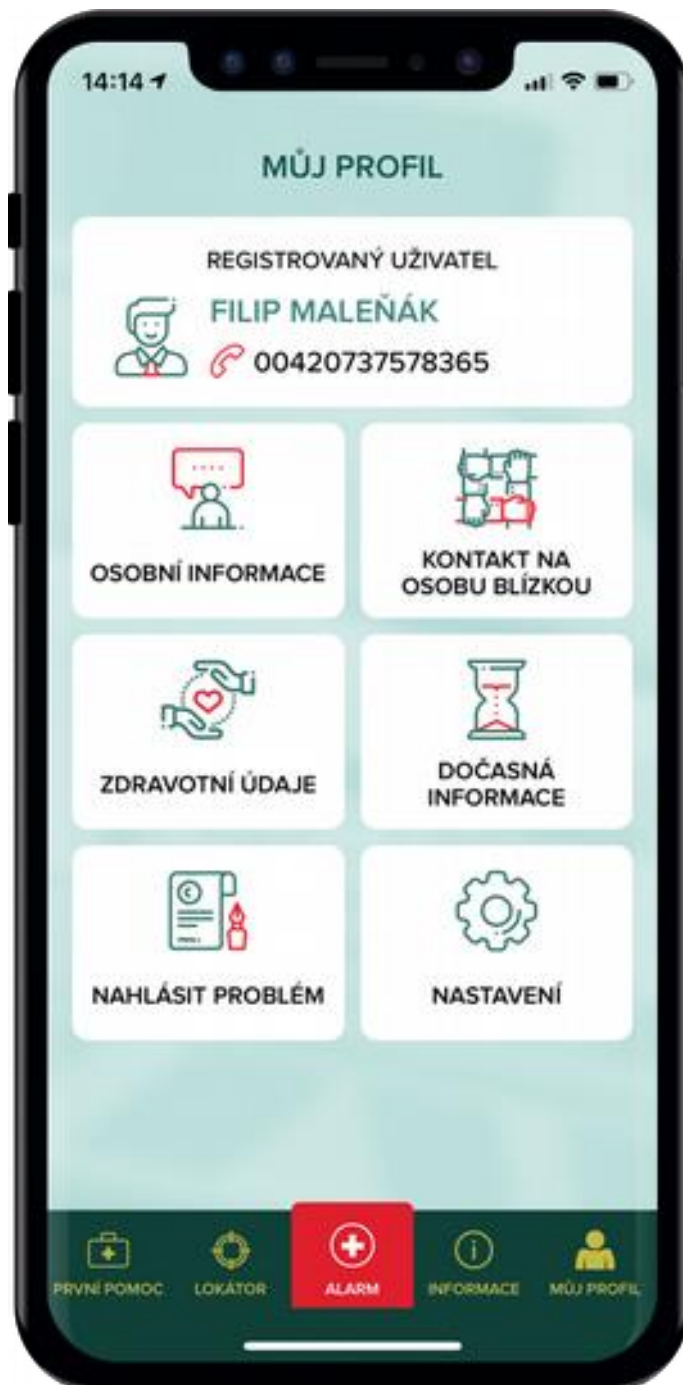 14:14
MŮJ PROFIL
REGISTROVANÝ UŽIVATEL
FILIP MALEŇÁK
00420737578365
OSOBNÍ INFORMACE
KONTAKT NA
OSOBU BLÍZKOU
ZDRAVOTNÍ ÚDAJE
DOČASNÁ
INFORMACE
NAHLÁSIT PROBLÉM
NASTAVENÍ
PRVNÍ POMOC
LOKÁTOR
ALARM
INFORMACE
MŮJ PROFIL